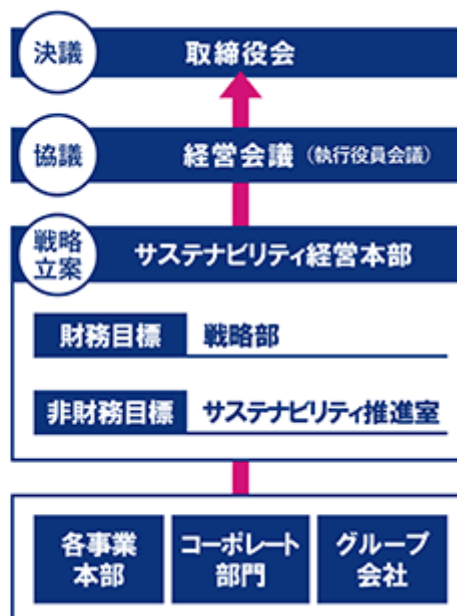 決議
取締役会
協議
経営会議（執行役員会議）
戦略
立案
サステナビリティ経営本部
財務目標 戦略部
非財務目標 サステナビリティ推進室
各事業
本部
コーポレート
部門
グループ
会社